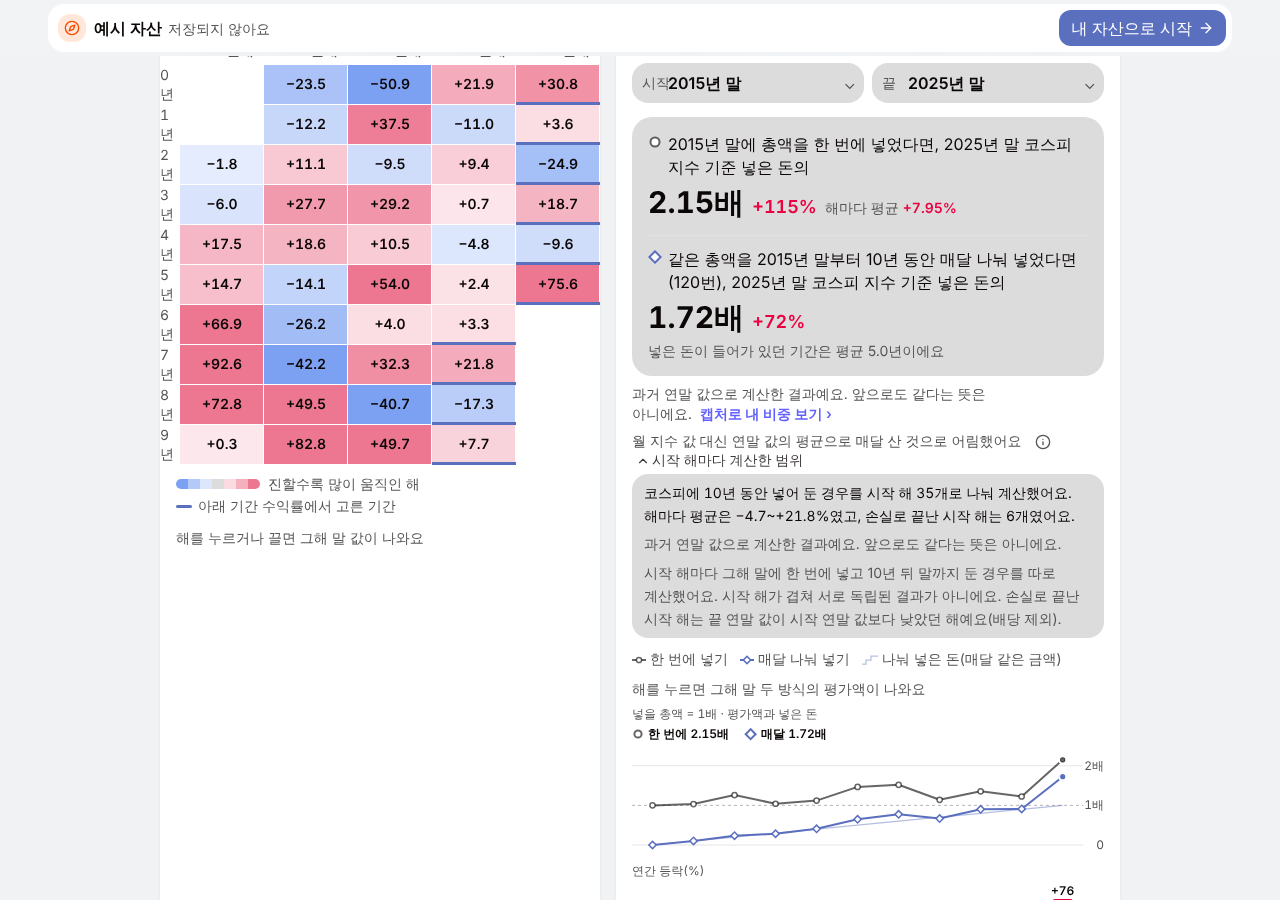 예시 자산 저장되지 않아요
내 자산으로 시작 →
0년 −23.5 −50.9 +21.9 +30.8
1년 −12.2 +37.5 −11.0 +3.6
2년 −1.8 +11.1 −9.5 +9.4 −24.9
3년 −6.0 +27.7 +29.2 +0.7 +18.7
4년 +17.5 +18.6 +10.5 −4.8 −9.6
5년 +14.7 −14.1 +54.0 +2.4 +75.6
6년 +66.9 −26.2 +4.0 +3.3
7년 +92.6 −42.2 +32.3 +21.8
8년 +72.8 +49.5 −40.7 −17.3
9년 +0.3 +82.8 +49.7 +7.7
진할수록 많이 움직인 해
아래 기간 수익률에서 고른 기간
해를 누르거나 끌면 그해 말 값이 나와요
시작 2015년 말
끝 2025년 말
2015년 말에 총액을 한 번에 넣었다면, 2025년 말 코스피
지수 기준 넣은 돈의
2.15배 +115% 해마다 평균 +7.95%
같은 총액을 2015년 말부터 10년 동안 매달 나눠 넣었다면
(120번), 2025년 말 코스피 지수 기준 넣은 돈의
1.72배 +72%
넣은 돈이 들어가 있던 기간은 평균 5.0년이에요
과거 연말 값으로 계산한 결과예요. 앞으로도 같다는 뜻은
아니에요. 캡처로 내 비중 보기 ›
월 지수 값 대신 연말 값의 평균으로 매달 산 것으로 어림했어요
시작 해마다 계산한 범위
코스피에 10년 동안 넣어 둔 경우를 시작 해 35개로 나눠 계산했어요.
해마다 평균은 −4.7~+21.8%였고, 손실로 끝난 시작 해는 6개였어요.
과거 연말 값으로 계산한 결과예요. 앞으로도 같다는 뜻은 아니에요.
시작 해마다 그해 말에 한 번에 넣고 10년 뒤 말까지 둔 경우를 따로
계산했어요. 시작 해가 겹쳐 서로 독립된 결과가 아니에요. 손실로 끝난
시작 해는 끝 연말 값이 시작 연말 값보다 낮았던 해예요(배당 제외).
한 번에 넣기 매달 나눠 넣기 나눠 넣은 돈(매달 같은 금액)
해를 누르면 그해 말 두 방식의 평가액이 나와요
넣을 총액 = 1배 · 평가액과 넣은 돈
한 번에 2.15배 매달 1.72배
2배
1배
0
연간 등락(%)
+76